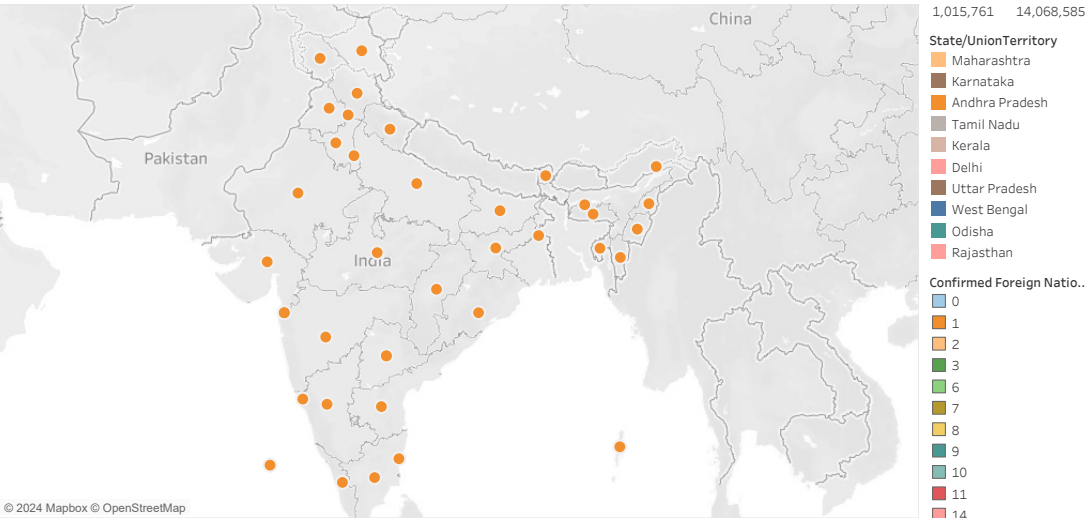 China
Pakistan
India
© 2024 Mapbox © OpenStreetMap
1,015,761 14,068,585
State/UnionTerritory
Maharashtra
Karnataka
Andhra Pradesh
Tamil Nadu
Kerala
Delhi
Uttar Pradesh
West Bengal
Odisha
Rajasthan
Confirmed Foreign Natio..
0
1
2
3
6
7
8
9
10
11
14